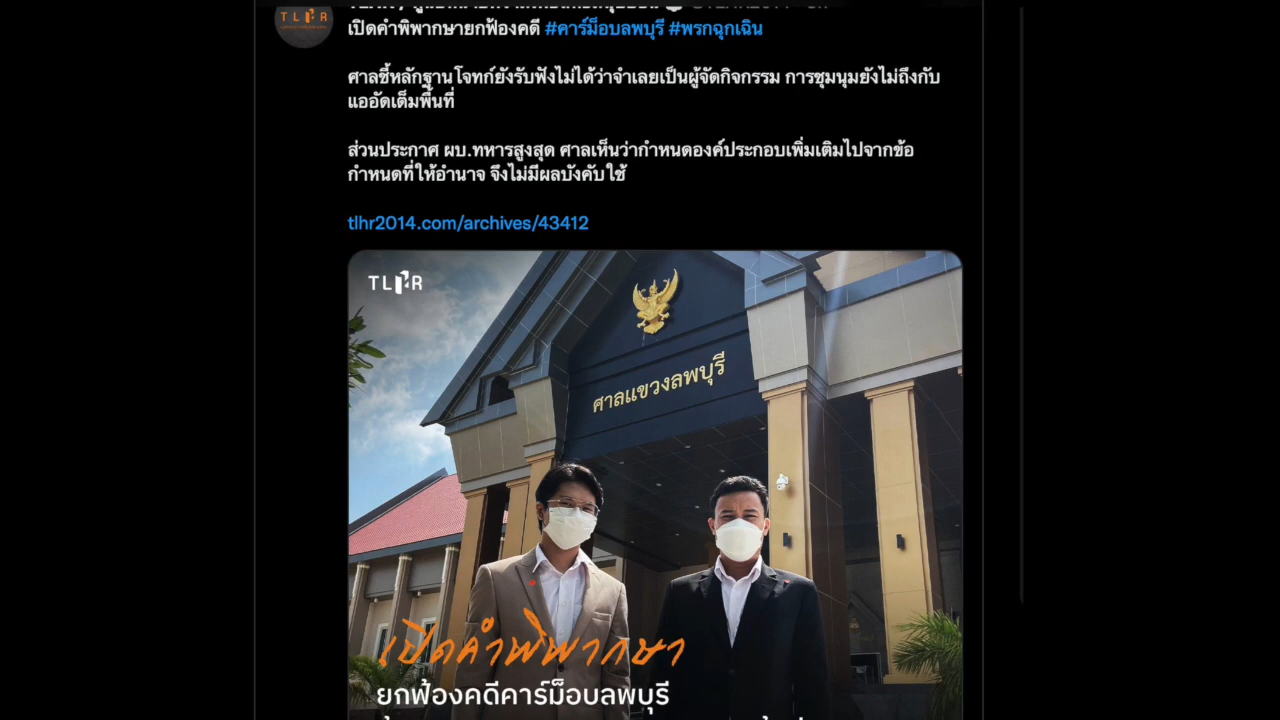 TLHR
เปิดคำพิพากษายกฟ้องคดี #คาร์ม็อบลพบุรี #พรกฉุกเฉิน
ศาลชี้หลักฐานโจทก์ยังรับฟังไม่ได้ว่าจำเลยเป็นผู้จัดกิจกรรม การชุมนุมยังไม่ถึงกับ
แออัดเต็มพื้นที่
ส่วนประกาศ ผบ.ทหารสูงสุด ศาลเห็นว่ากำหนดองค์ประกอบเพิ่มเติมไปจากข้อ
กำหนดที่ให้อำนาจ จึงไม่มีผลบังคับใช้
tlhr2014.com/archives/43412
TLHR
ศาลแขวงลพบุรี
เปิดคำพิพากษา
ยกฟ้องคดีคาร์ม็อบลพบุรี